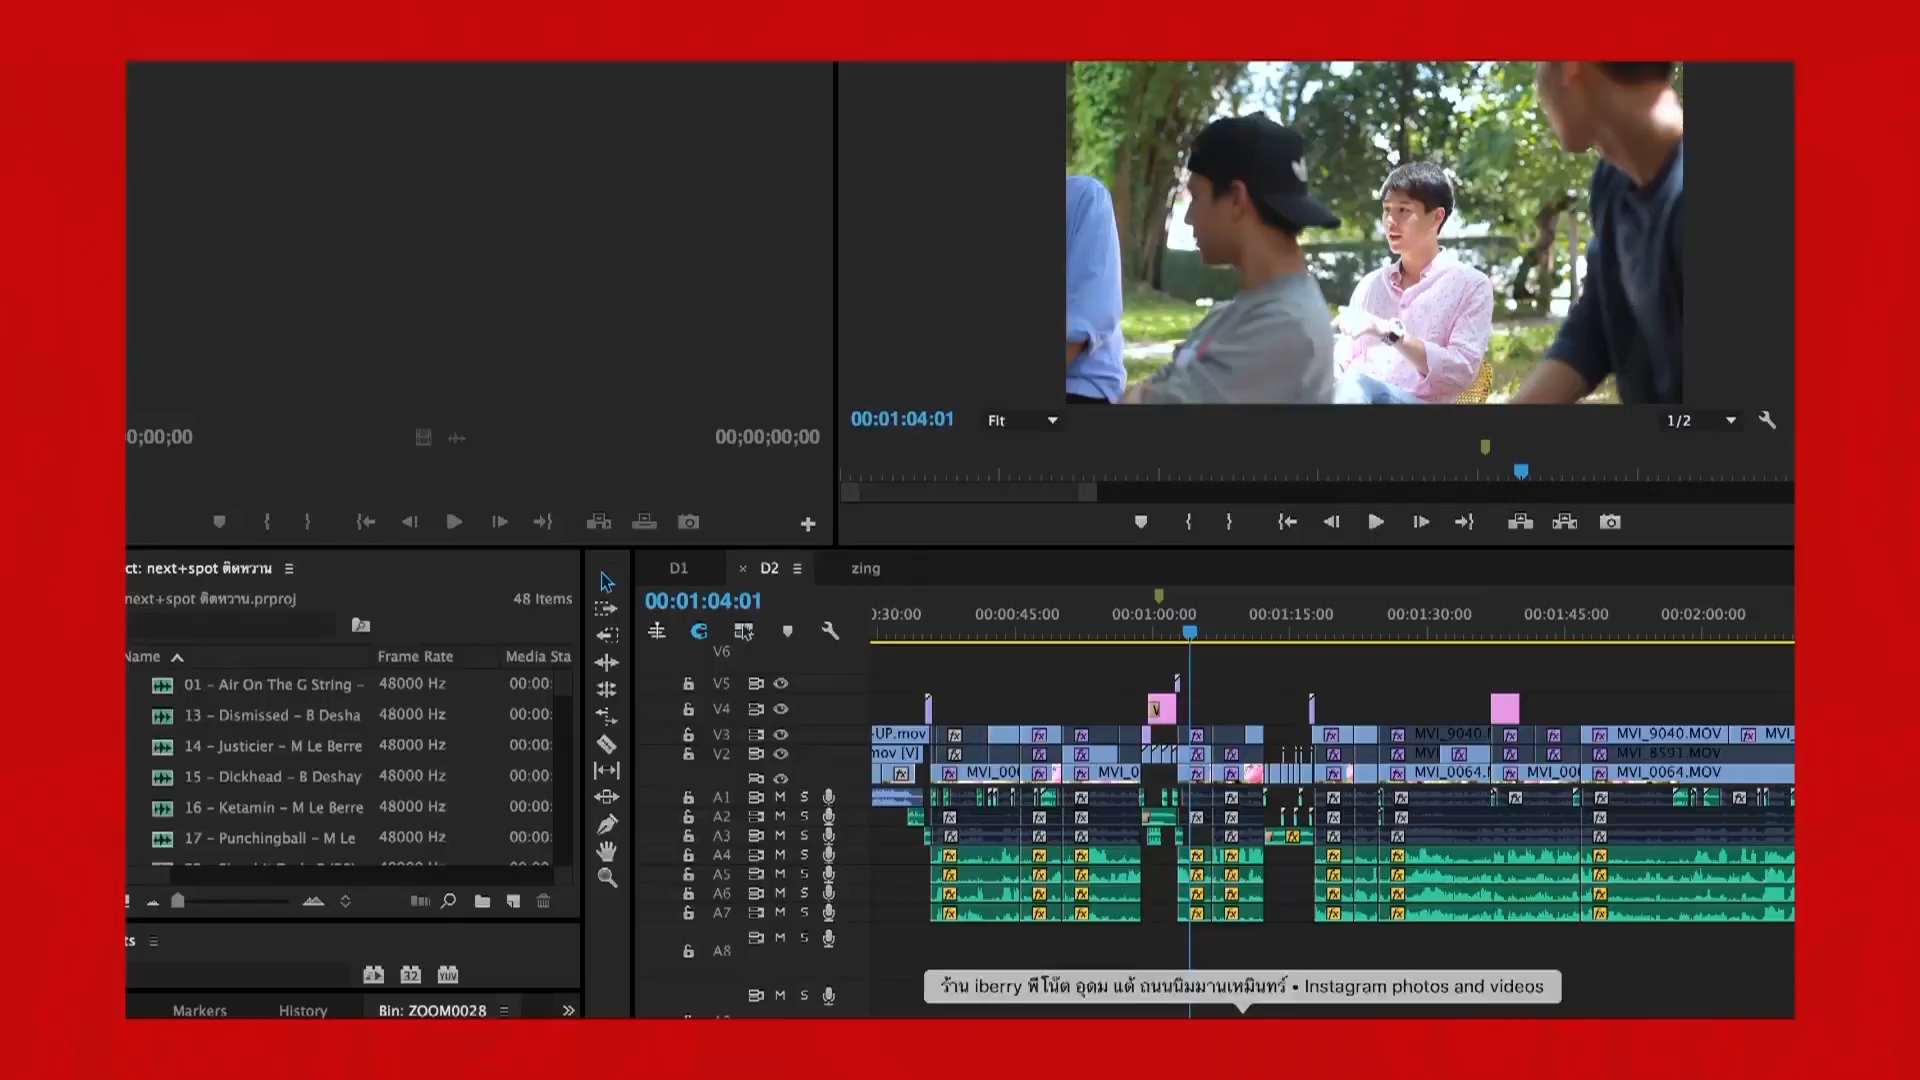 00:01:04:01
Fit
1/2
0;00;00
00;00;00;00
ct: next+spot ติดหวาน
next+spot ติดหวาน.prproj
48 Items
Name
Frame Rate
Media Sta
01 – Air On The G String –
48000 Hz
00:00:
13 – Dismissed – B Desha
48000 Hz
00:00:
14 – Justicier – M Le Berre
48000 Hz
00:00:
15 – Dickhead – B Deshay
48000 Hz
00:00:
16 – Ketamin – M Le Berre
48000 Hz
00:00:
17 – Punchingball – M Le
48000 Hz
00:00:
ts
32
YUV
Markers
History
Bin: ZOOM0028
D1
× D2
zing
00:01:04:01
0:30:00
00:00:45:00
00:01:00:00
00:01:15:00
00:01:30:00
00:01:45:00
00:02:00:00
V6
V5
V4
V
V3
-UP.mov
MVI_9040
MVI_9040.MOV
MVI_
V2
mov [V]
MVI
MVI_8591.MOV
MVI_00
MVI_0
MVI_0064.
MVI_00
MVI_0064.MOV
A1 M S
A2 M S
A3 M S
A4 M S
A5 M S
A6 M S
A7 M S
M S
A8
M S
ร้าน iberry พี่โน๊ต อุดม แต้ ถนนนิมมานเหมินทร์ • Instagram photos and videos